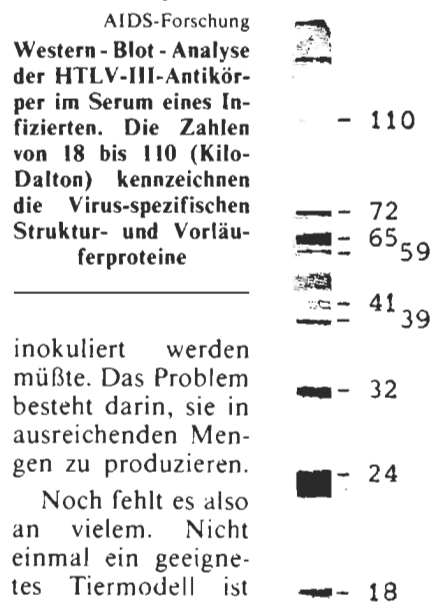 AIDS-Forschung
Western-Blot-Analyse
der HTLV-III-Antikör-
per im Serum eines In-
fizierten. Die Zahlen
von 18 bis 110 (Kilo-
Dalton) kennzeichnen
die Virus-spezifischen
Struktur- und Vorläu-
ferproteine
inokuliert werden
müßte. Das Problem
besteht darin, sie in
ausreichenden Men-
gen zu produzieren.
Noch fehlt es also
an vielem. Nicht
einmal ein geeigne-
tes Tiermodell ist
– 110
– 72
– 65
– 59
– 41
– 39
– 32
– 24
– 18